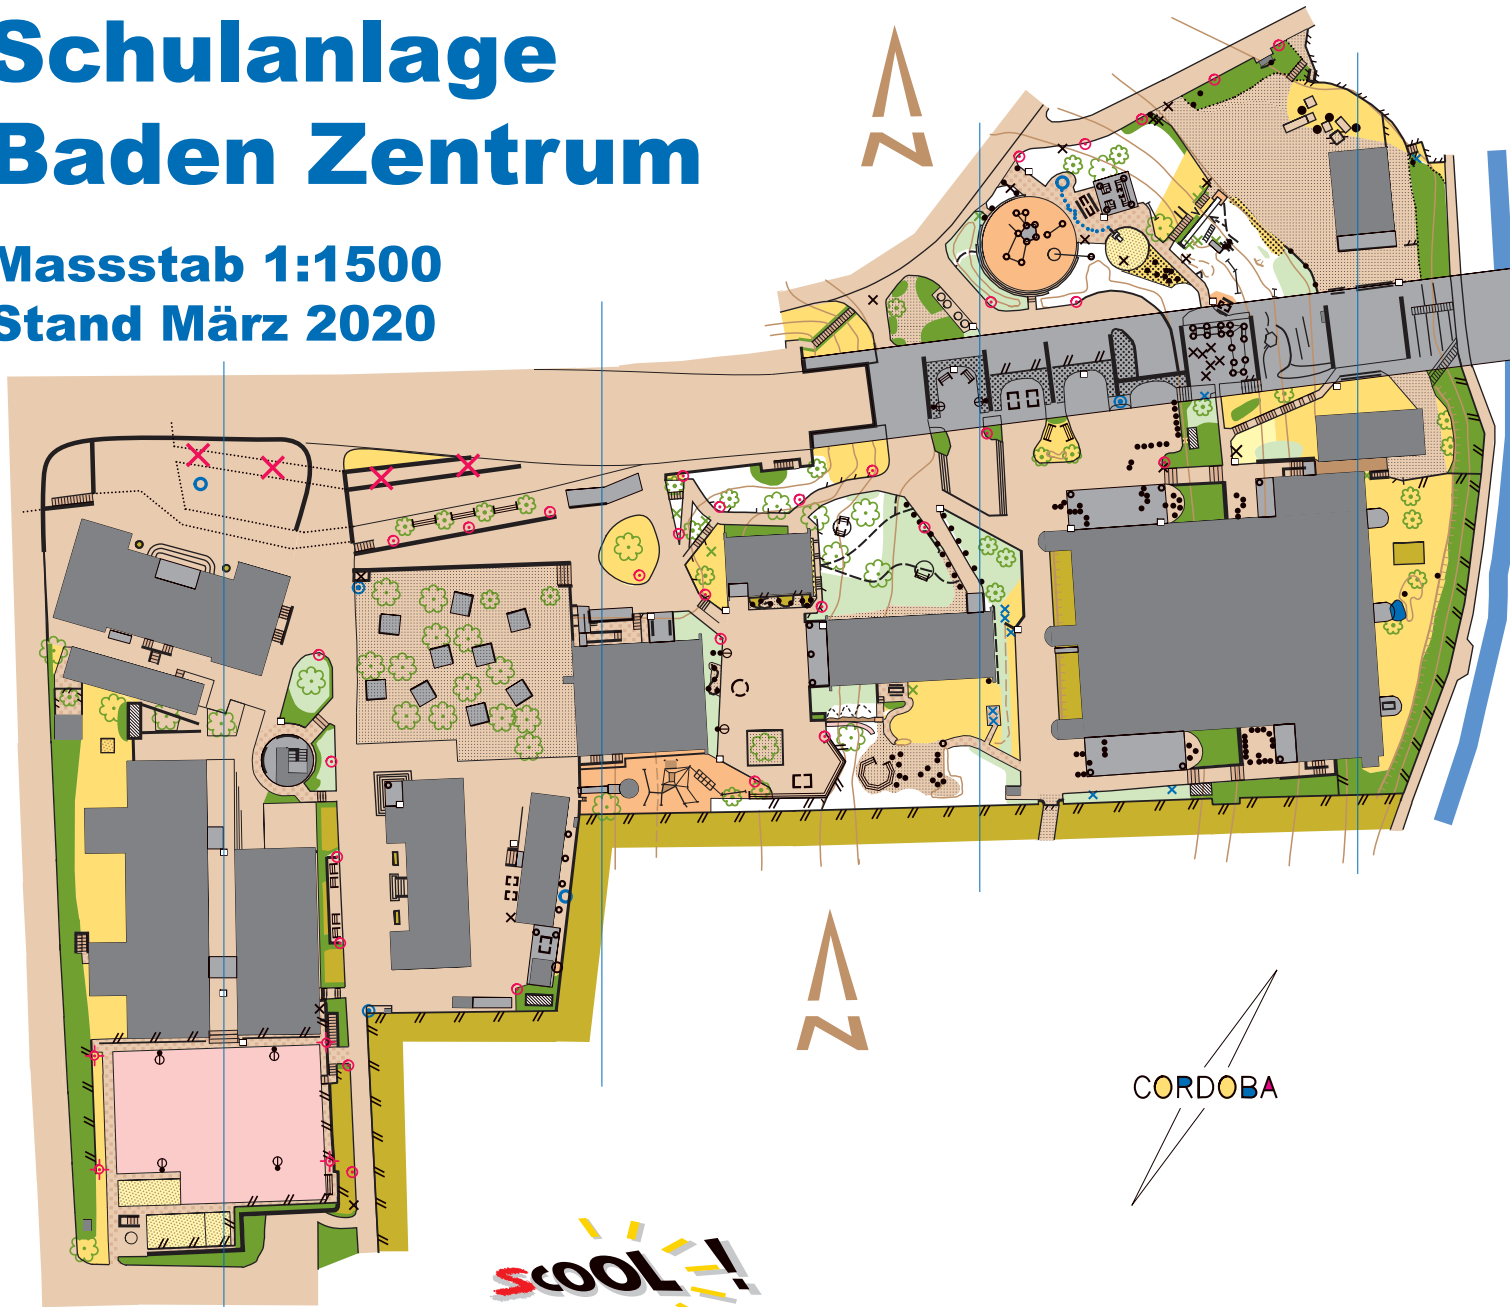 Schulanlage
Baden Zentrum
Massstab 1:1500
Stand März 2020
N
N
CORDOBA
scOOL !